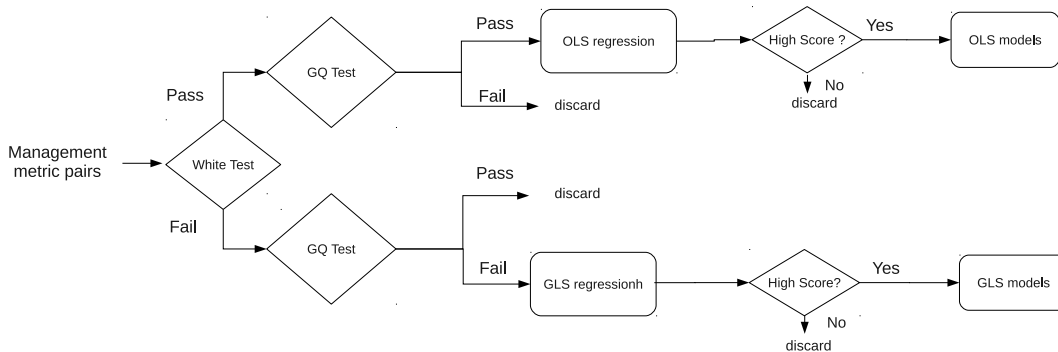 Management
metric pairs
White Test
Pass
GQ Test
Pass
OLS regression
High Score ?
Yes
OLS models
No
discard
Fail
discard
Fail
GQ Test
Pass
discard
Fail
GLS regressionh
High Score?
Yes
GLS models
No
discard